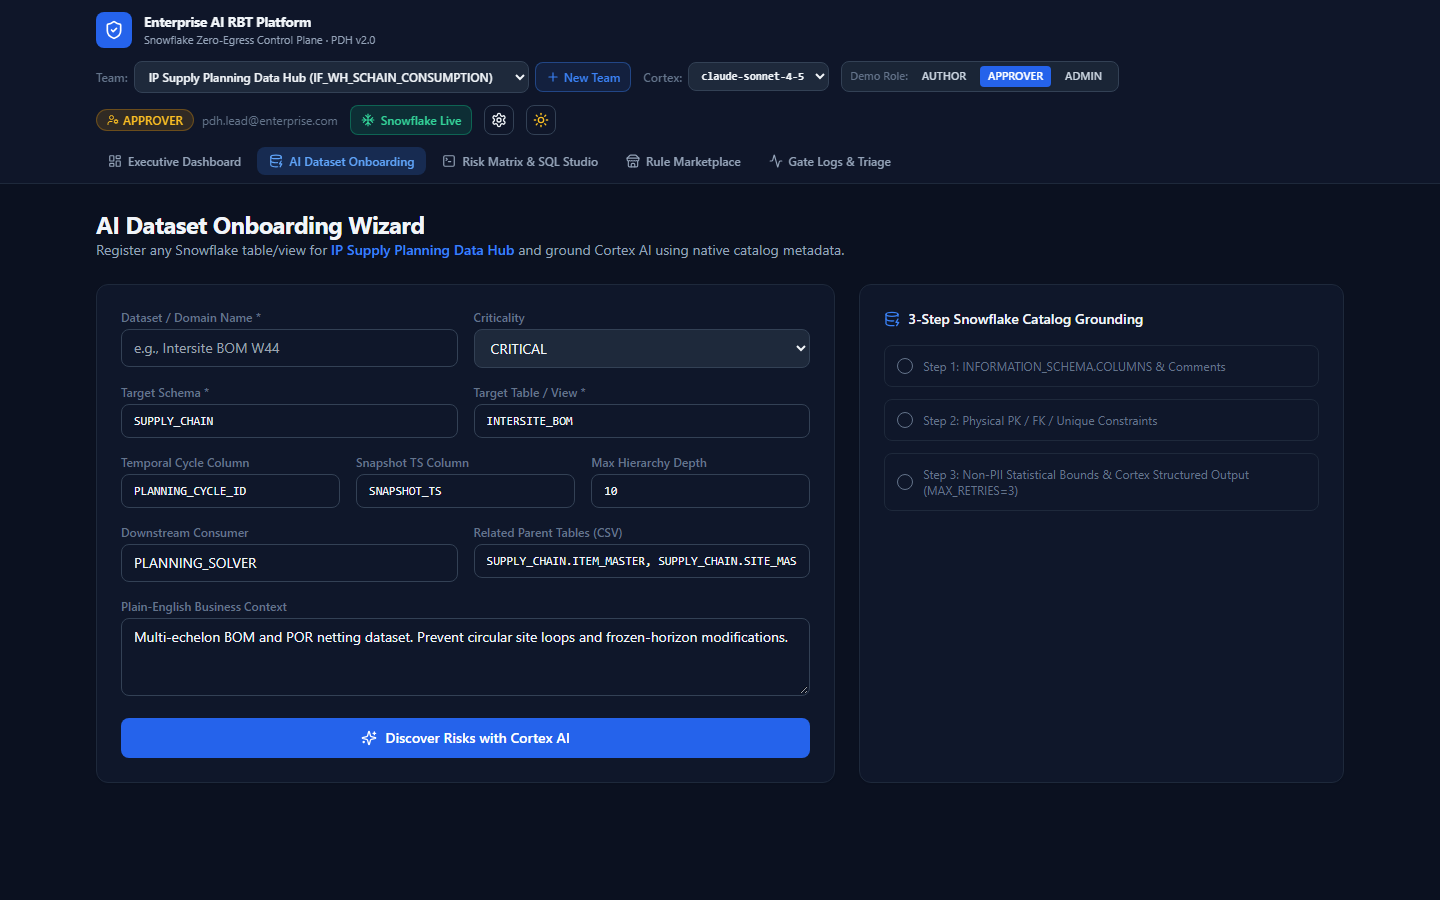 Enterprise AI RBT Platform
Snowflake Zero-Egress Control Plane · PDH v2.0
Team: IP Supply Planning Data Hub (IF_WH_SCHAIN_CONSUMPTION) New Team Cortex: claude-sonnet-4-5 Demo Role: AUTHOR APPROVER ADMIN
APPROVER pdh.lead@enterprise.com Snowflake Live
Executive Dashboard AI Dataset Onboarding Risk Matrix & SQL Studio Rule Marketplace Gate Logs & Triage
AI Dataset Onboarding Wizard
Register any Snowflake table/view for IP Supply Planning Data Hub and ground Cortex AI using native catalog metadata.
Dataset / Domain Name * Criticality
e.g., Intersite BOM W44 CRITICAL
Target Schema * Target Table / View *
SUPPLY_CHAIN INTERSITE_BOM
Temporal Cycle Column Snapshot TS Column Max Hierarchy Depth
PLANNING_CYCLE_ID SNAPSHOT_TS 10
Downstream Consumer Related Parent Tables (CSV)
PLANNING_SOLVER SUPPLY_CHAIN.ITEM_MASTER, SUPPLY_CHAIN.SITE_MAS
Plain-English Business Context
Multi-echelon BOM and POR netting dataset. Prevent circular site loops and frozen-horizon modifications.
Discover Risks with Cortex AI
3-Step Snowflake Catalog Grounding
Step 1: INFORMATION_SCHEMA.COLUMNS & Comments
Step 2: Physical PK / FK / Unique Constraints
Step 3: Non-PII Statistical Bounds & Cortex Structured Output
(MAX_RETRIES=3)